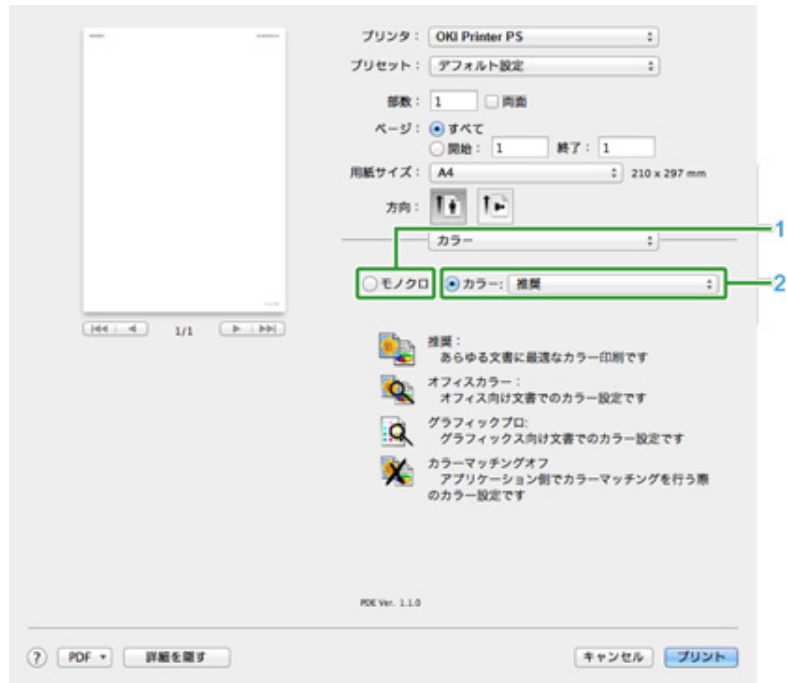 プリンタ： OKI Printer PS
プリセット： デフォルト設定
部数： 1 両面
ページ： すべて
開始： 1 終了： 1
用紙サイズ： A4 210 x 297 mm
方向：
カラー
1
モノクロ カラー: 推奨
2
1/1
推奨：
あらゆる文書に最適なカラー印刷です
オフィスカラー：
オフィス向け文書でのカラー設定です
グラフィックプロ:
グラフィックス向け文書でのカラー設定です
カラーマッチングオフ
アプリケーション側でカラーマッチングを行う際
のカラー設定です
PDE Ver. 1.1.0
? PDF 詳細を隠す キャンセル プリント